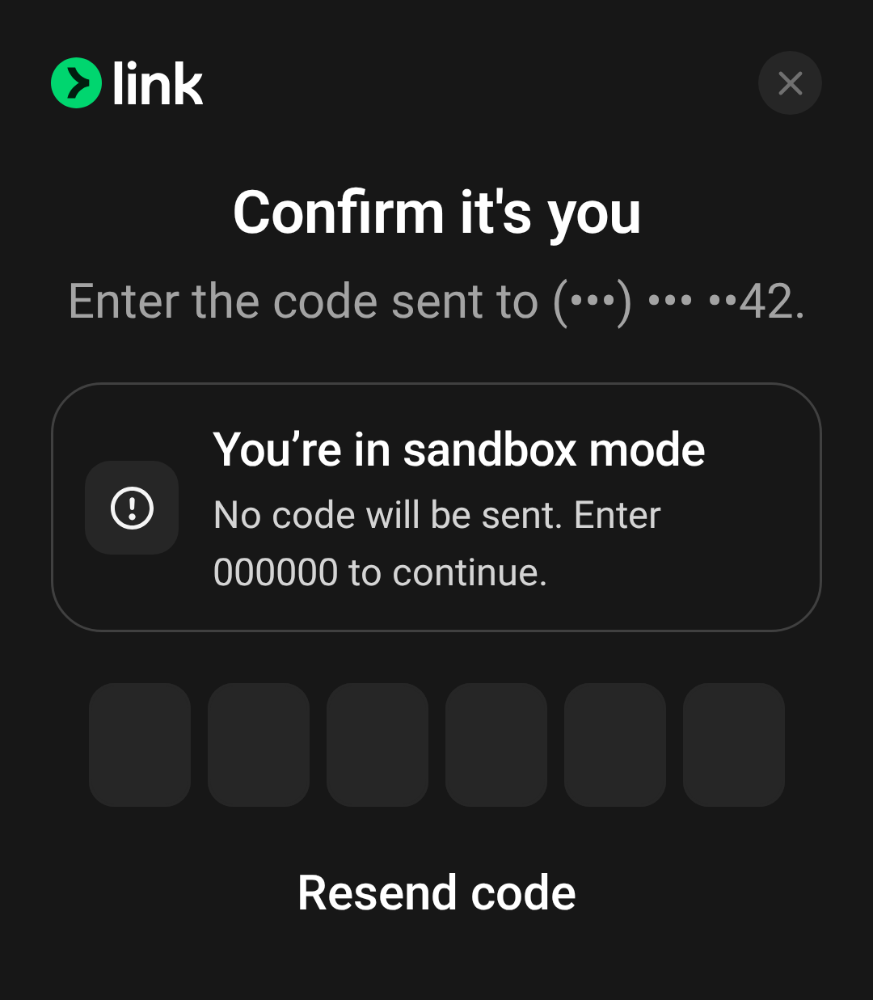 link
Confirm it's you
Enter the code sent to (•••) ••• ••42.
You’re in sandbox mode
No code will be sent. Enter
000000 to continue.
Resend code